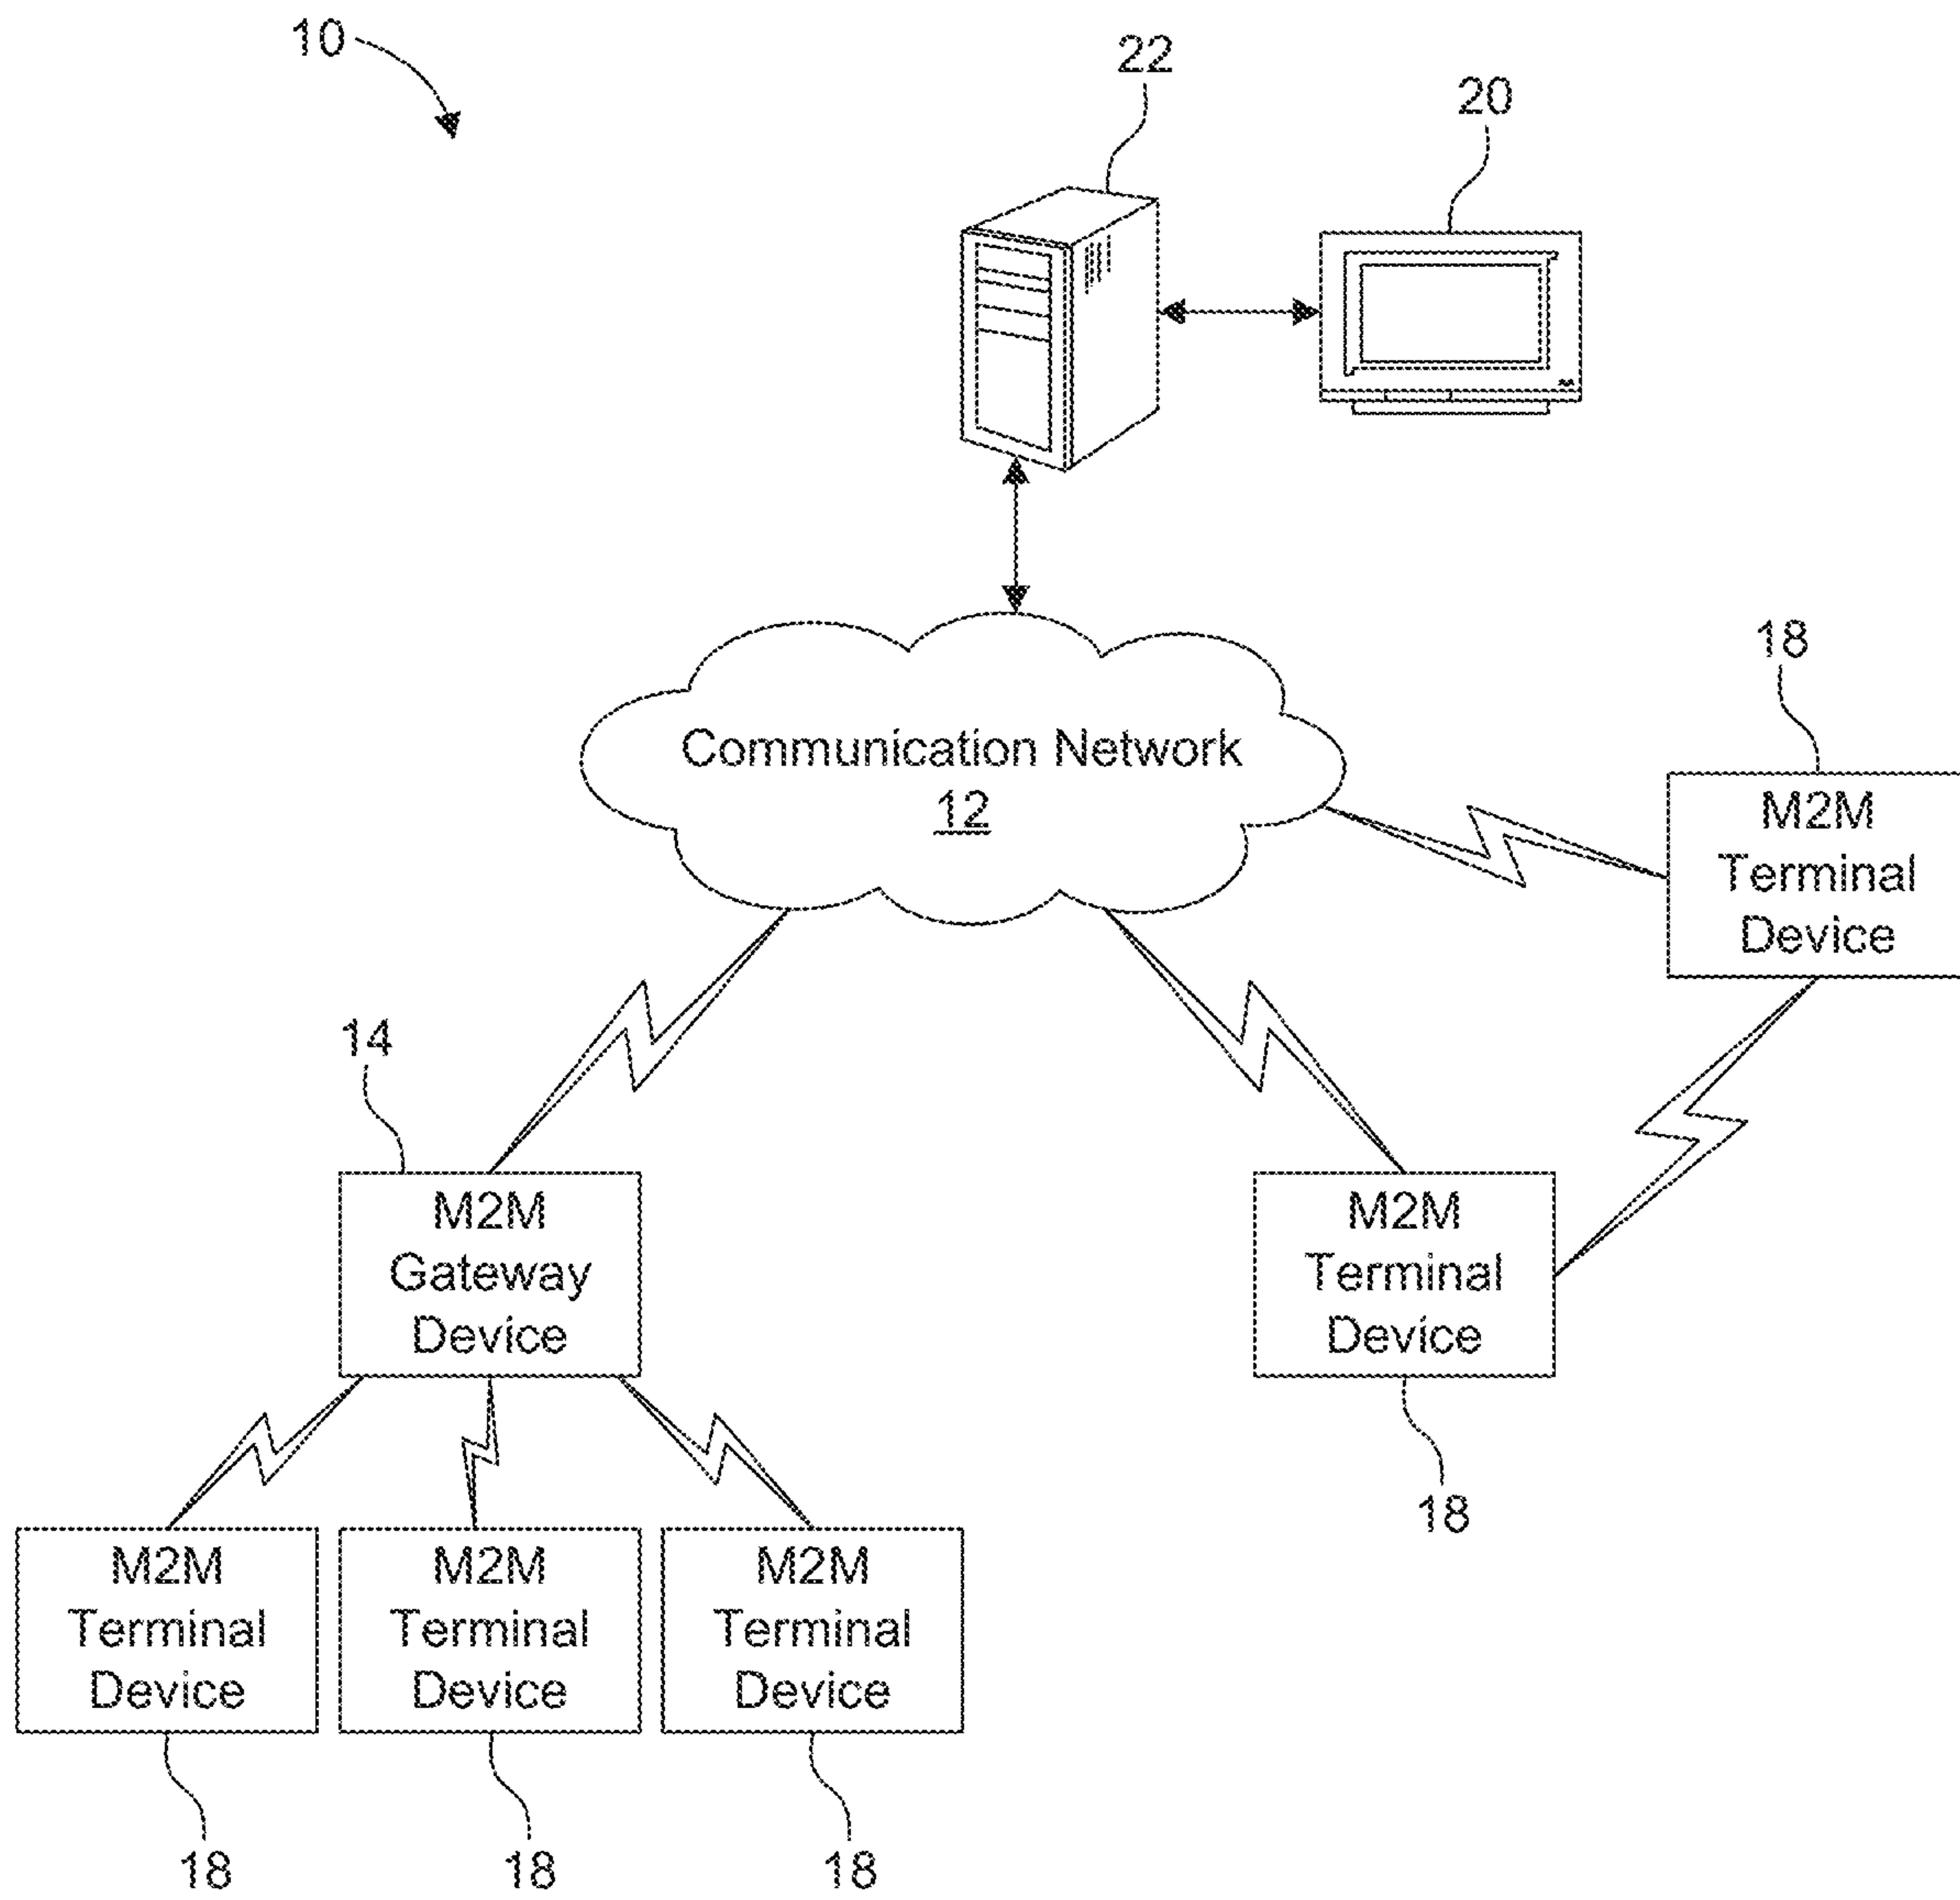 10
22
20
Communication Network
12
18
M2M
Terminal
Device
14
M2M
Gateway
Device
M2M
Terminal
Device
18
M2M
Terminal
Device
M2M
Terminal
Device
M2M
Terminal
Device
18
18
18